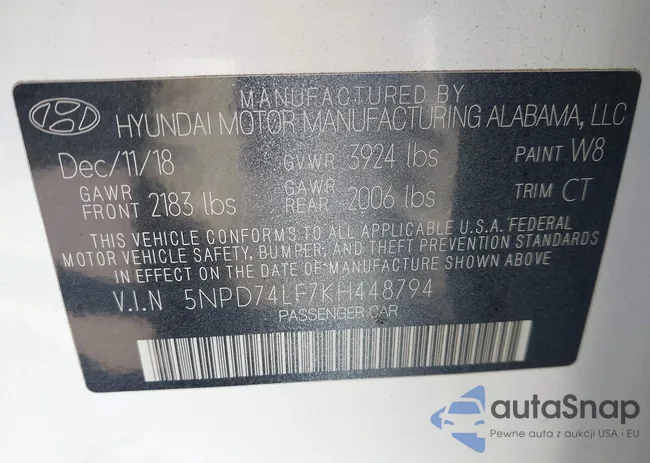 MANUFACTURED BY
HYUNDAI MOTOR MANUFACTURING ALABAMA, LLC
Dec/11/18 GVWR 3924 lbs PAINT W8
GAWR FRONT 2183 lbs GAWR REAR 2006 lbs TRIM CT
THIS VEHICLE CONFORMS TO ALL APPLICABLE U.S.A. FEDERAL
MOTOR VEHICLE SAFETY, BUMPER, AND THEFT PREVENTION STANDARDS
IN EFFECT ON THE DATE OF MANUFACTURE SHOWN ABOVE
V.I.N 5NPD74LF7KH448794
PASSENGER CAR
autaSnap
Pewne auta z aukcji USA i EU